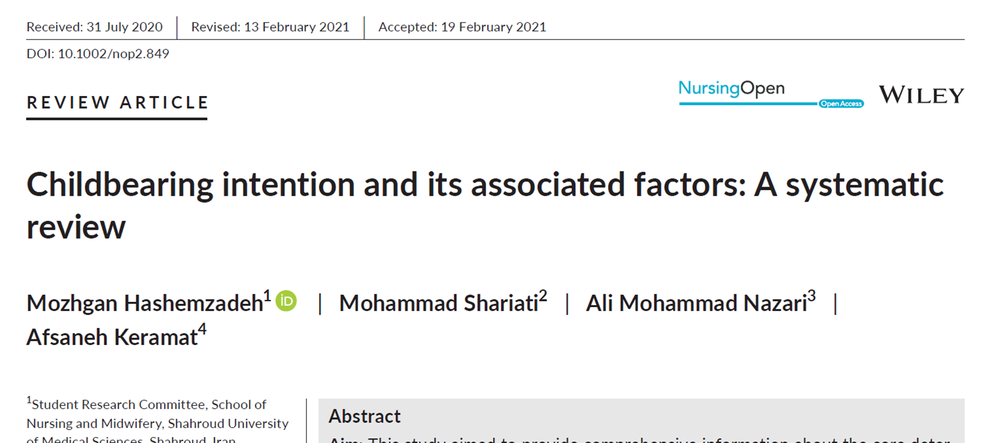 Received: 31 July 2020 | Revised: 13 February 2021 | Accepted: 19 February 2021
DOI: 10.1002/nop2.849
REVIEW ARTICLE
NursingOpen
Open Access
WILEY
Childbearing intention and its associated factors: A systematic
review
Mozhgan Hashemzadeh1 iD | Mohammad Shariati2 | Ali Mohammad Nazari3 |
Afsaneh Keramat4
1Student Research Committee, School of
Nursing and Midwifery, Shahroud University
of Medical Sciences, Shahroud, Iran
Abstract
Aim: This study aimed to provide comprehensive information about the core deter-